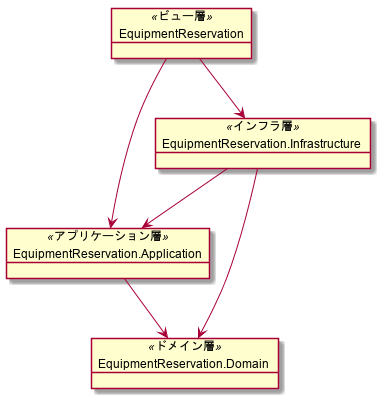 «ビュー層»
EquipmentReservation
«インフラ層»
EquipmentReservation.Infrastructure
«アプリケーション層»
EquipmentReservation.Application
«ドメイン層»
EquipmentReservation.Domain